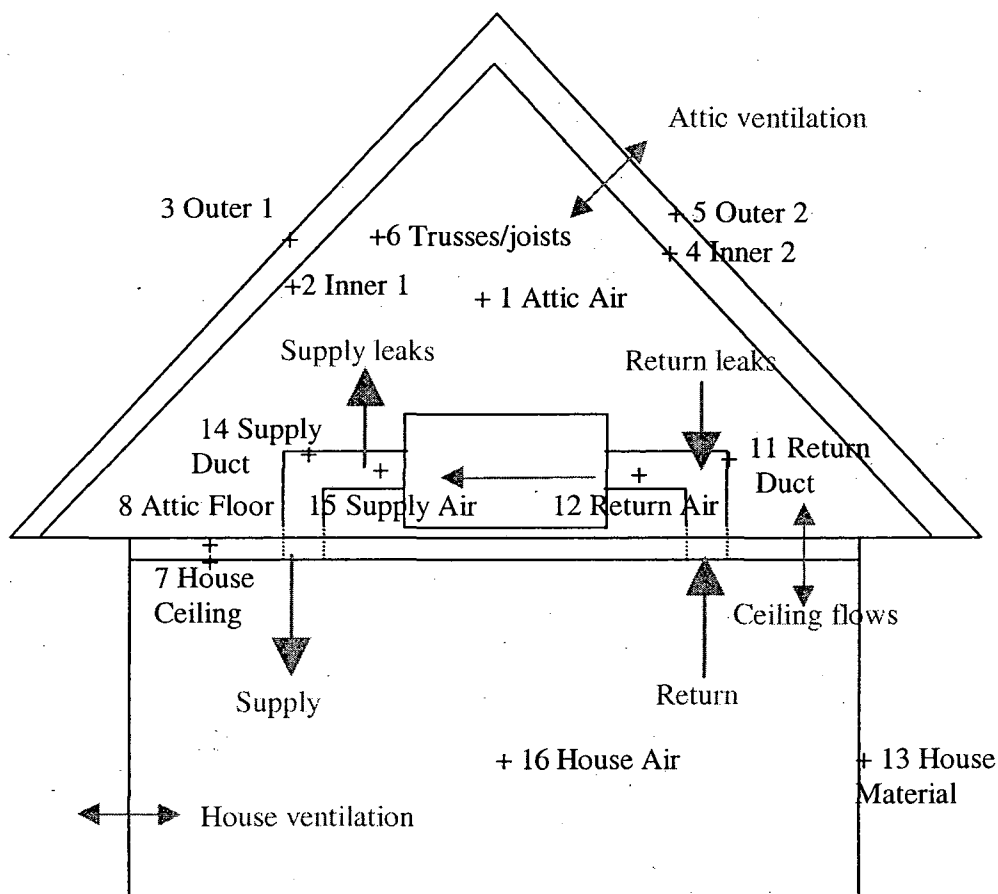 Attic ventilation
3 Outer 1
+ 5 Outer 2
+6 Trusses/joists
+ 4 Inner 2
+2 Inner 1
+ 1 Attic Air
Supply leaks
Return leaks
14 Supply
Duct
+ 11 Return
Duct
8 Attic Floor
15 Supply Air
12 Return Air
7 House
Ceiling
Ceiling flows
Supply
Return
+ 16 House Air
+ 13 House
Material
House ventilation